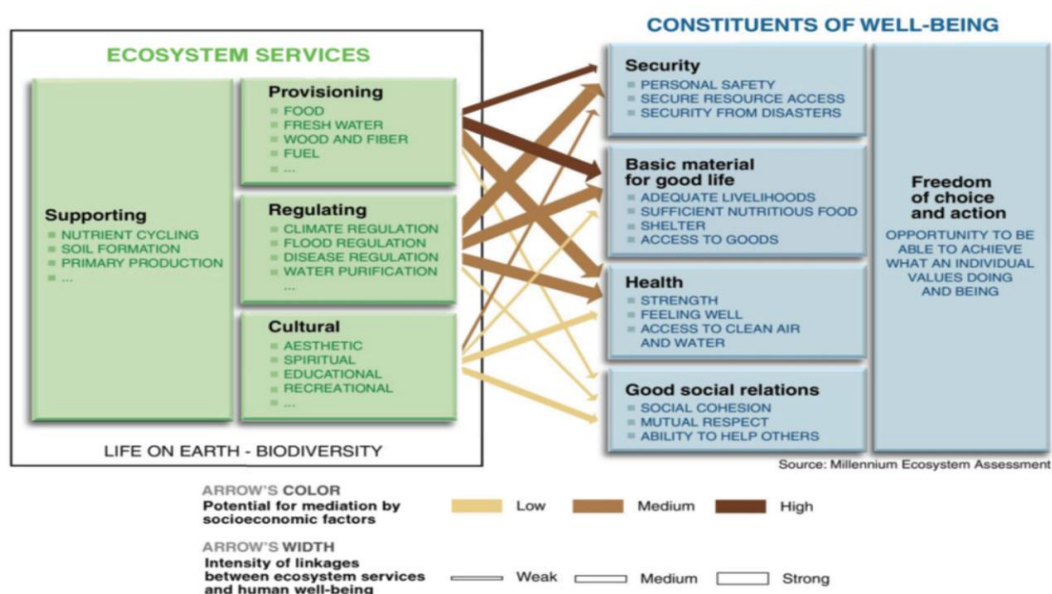 CONSTITUENTS OF WELL-BEING
ECOSYSTEM SERVICES
Supporting
NUTRIENT CYCLING
SOIL FORMATION
PRIMARY PRODUCTION
...
Provisioning
FOOD
FRESH WATER
WOOD AND FIBER
FUEL
...
Regulating
CLIMATE REGULATION
FLOOD REGULATION
DISEASE REGULATION
WATER PURIFICATION
...
Cultural
AESTHETIC
SPIRITUAL
EDUCATIONAL
RECREATIONAL
...
LIFE ON EARTH - BIODIVERSITY
Security
PERSONAL SAFETY
SECURE RESOURCE ACCESS
SECURITY FROM DISASTERS
Basic material
for good life
ADEQUATE LIVELIHOODS
SUFFICIENT NUTRITIOUS FOOD
SHELTER
ACCESS TO GOODS
Health
STRENGTH
FEELING WELL
ACCESS TO CLEAN AIR
AND WATER
Good social relations
SOCIAL COHESION
MUTUAL RESPECT
ABILITY TO HELP OTHERS
Freedom
of choice
and action
OPPORTUNITY TO BE
ABLE TO ACHIEVE
WHAT AN INDIVIDUAL
VALUES DOING
AND BEING
Source: Millennium Ecosystem Assessment
ARROW'S COLOR
Potential for mediation by
socioeconomic factors
Low
Medium
High
ARROW'S WIDTH
Intensity of linkages
between ecosystem services
and human well-being
Weak
Medium
Strong